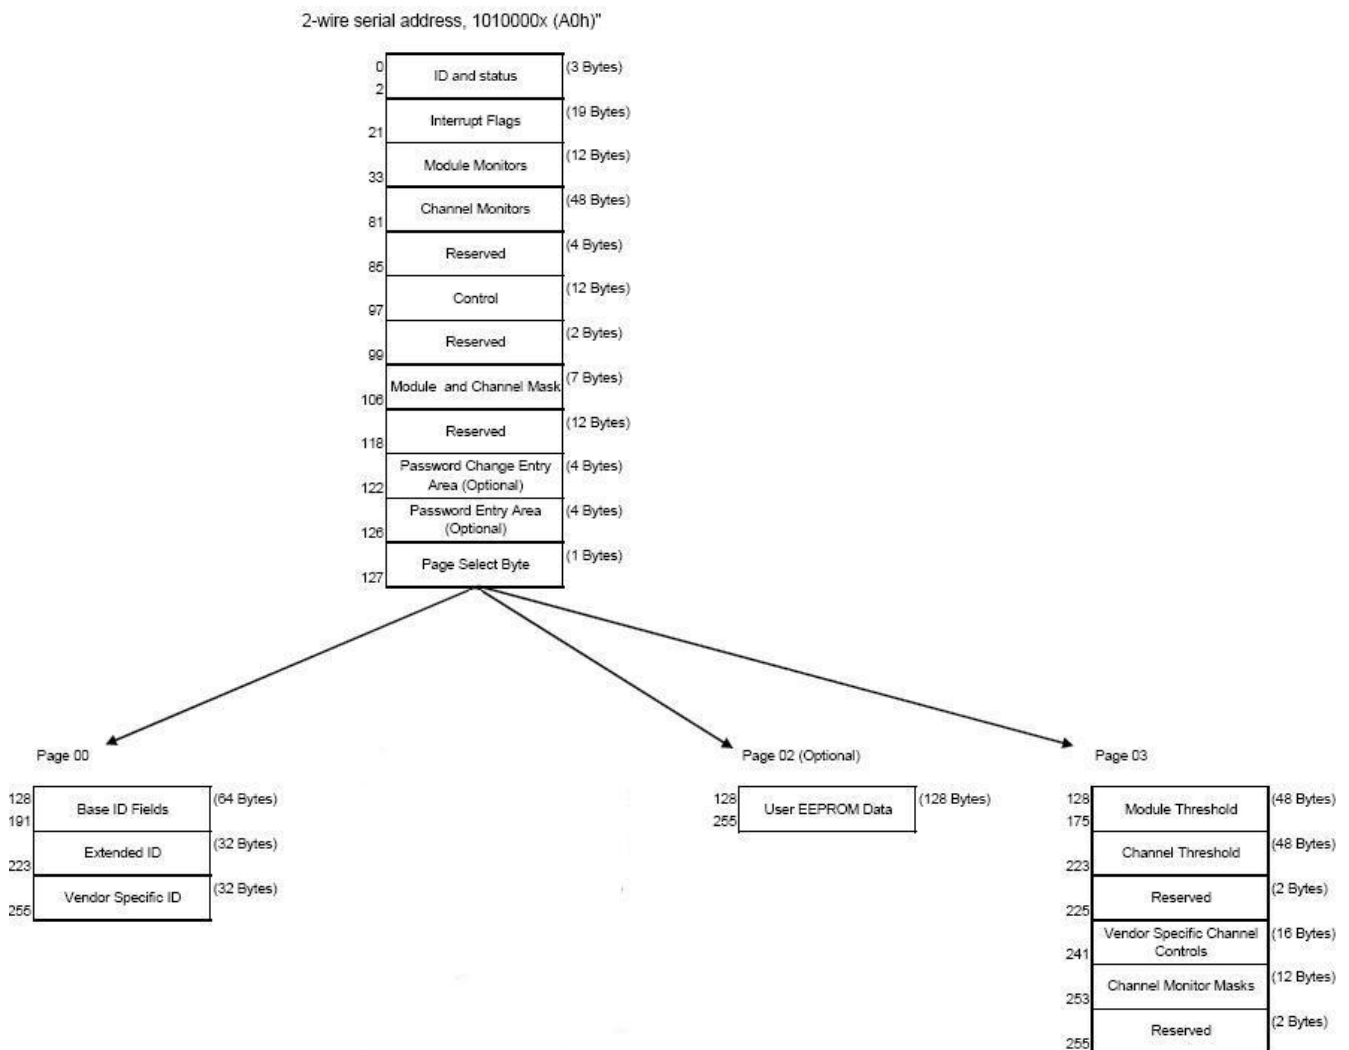 2-wire serial address, 1010000x (A0h)"
0
2
ID and status
(3 Bytes)
21
Interrupt Flags
(19 Bytes)
33
Module Monitors
(12 Bytes)
81
Channel Monitors
(48 Bytes)
85
Reserved
(4 Bytes)
97
Control
(12 Bytes)
99
Reserved
(2 Bytes)
106
Module and Channel Mask
(7 Bytes)
118
Reserved
(12 Bytes)
122
Password Change Entry
Area (Optional)
(4 Bytes)
126
Password Entry Area
(Optional)
(4 Bytes)
127
Page Select Byte
(1 Bytes)
Page 00
128
191
Base ID Fields
(64 Bytes)
223
Extended ID
(32 Bytes)
255
Vendor Specific ID
(32 Bytes)
Page 02 (Optional)
128
255
User EEPROM Data
(128 Bytes)
Page 03
128
175
Module Threshold
(48 Bytes)
223
Channel Threshold
(48 Bytes)
225
Reserved
(2 Bytes)
241
Vendor Specific Channel
Controls
(16 Bytes)
253
Channel Monitor Masks
(12 Bytes)
255
Reserved
(2 Bytes)